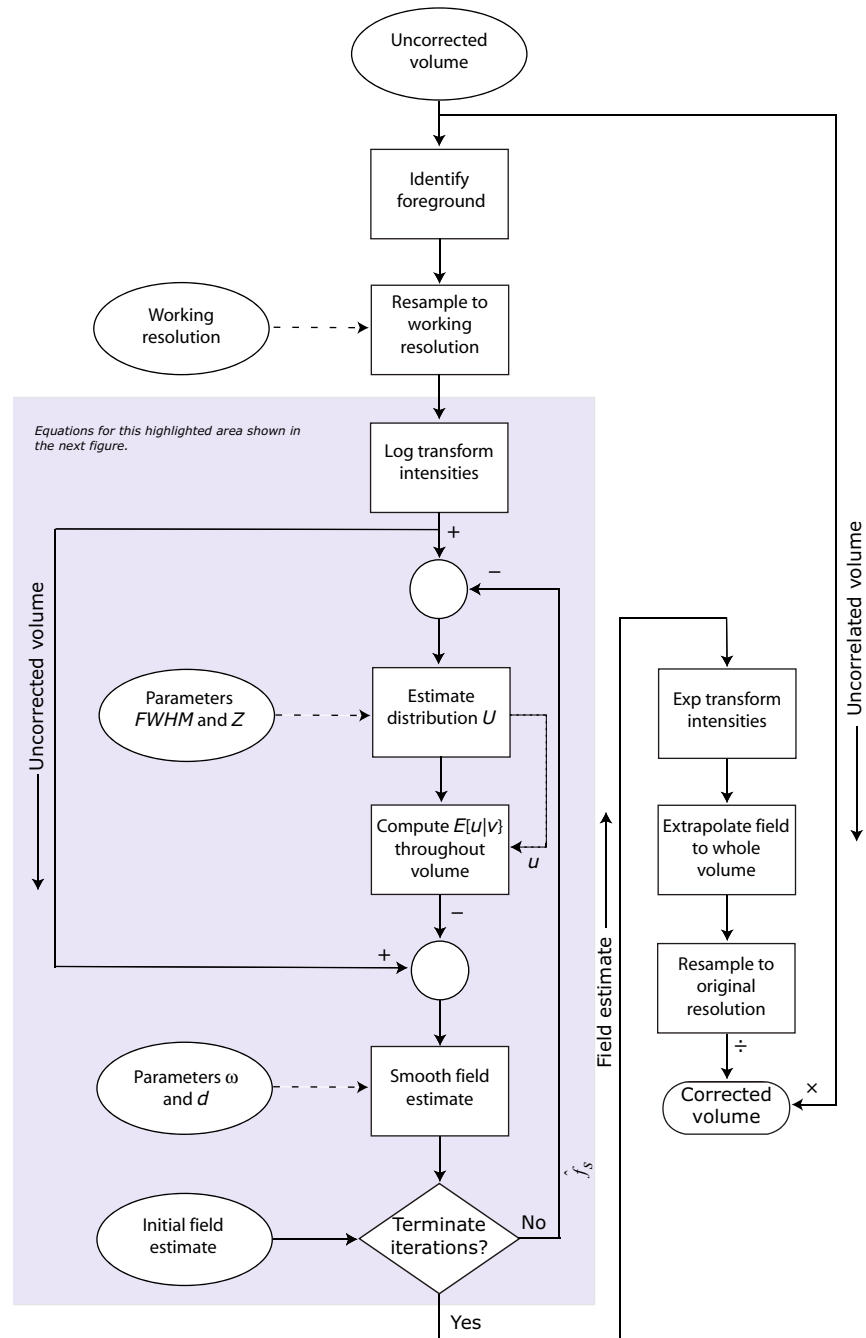 Uncorrected
volume
Identify
foreground
Working
resolution
Resample to
working
resolution
Equations for this highlighted area shown in
the next figure.
Log transform
intensities
+
−
Uncorrected volume
Parameters
FWHM and Z
Estimate
distribution U
Compute E[u|v}
throughout
volume
u
−
+
Parameters ω
and d
Smooth field
estimate
Initial field
estimate
Terminate
iterations?
No
f̂s
Yes
Field estimate
Exp transform
intensities
Extrapolate field
to whole
volume
Resample to
original
resolution
÷
×
Corrected
volume
Uncorrelated volume